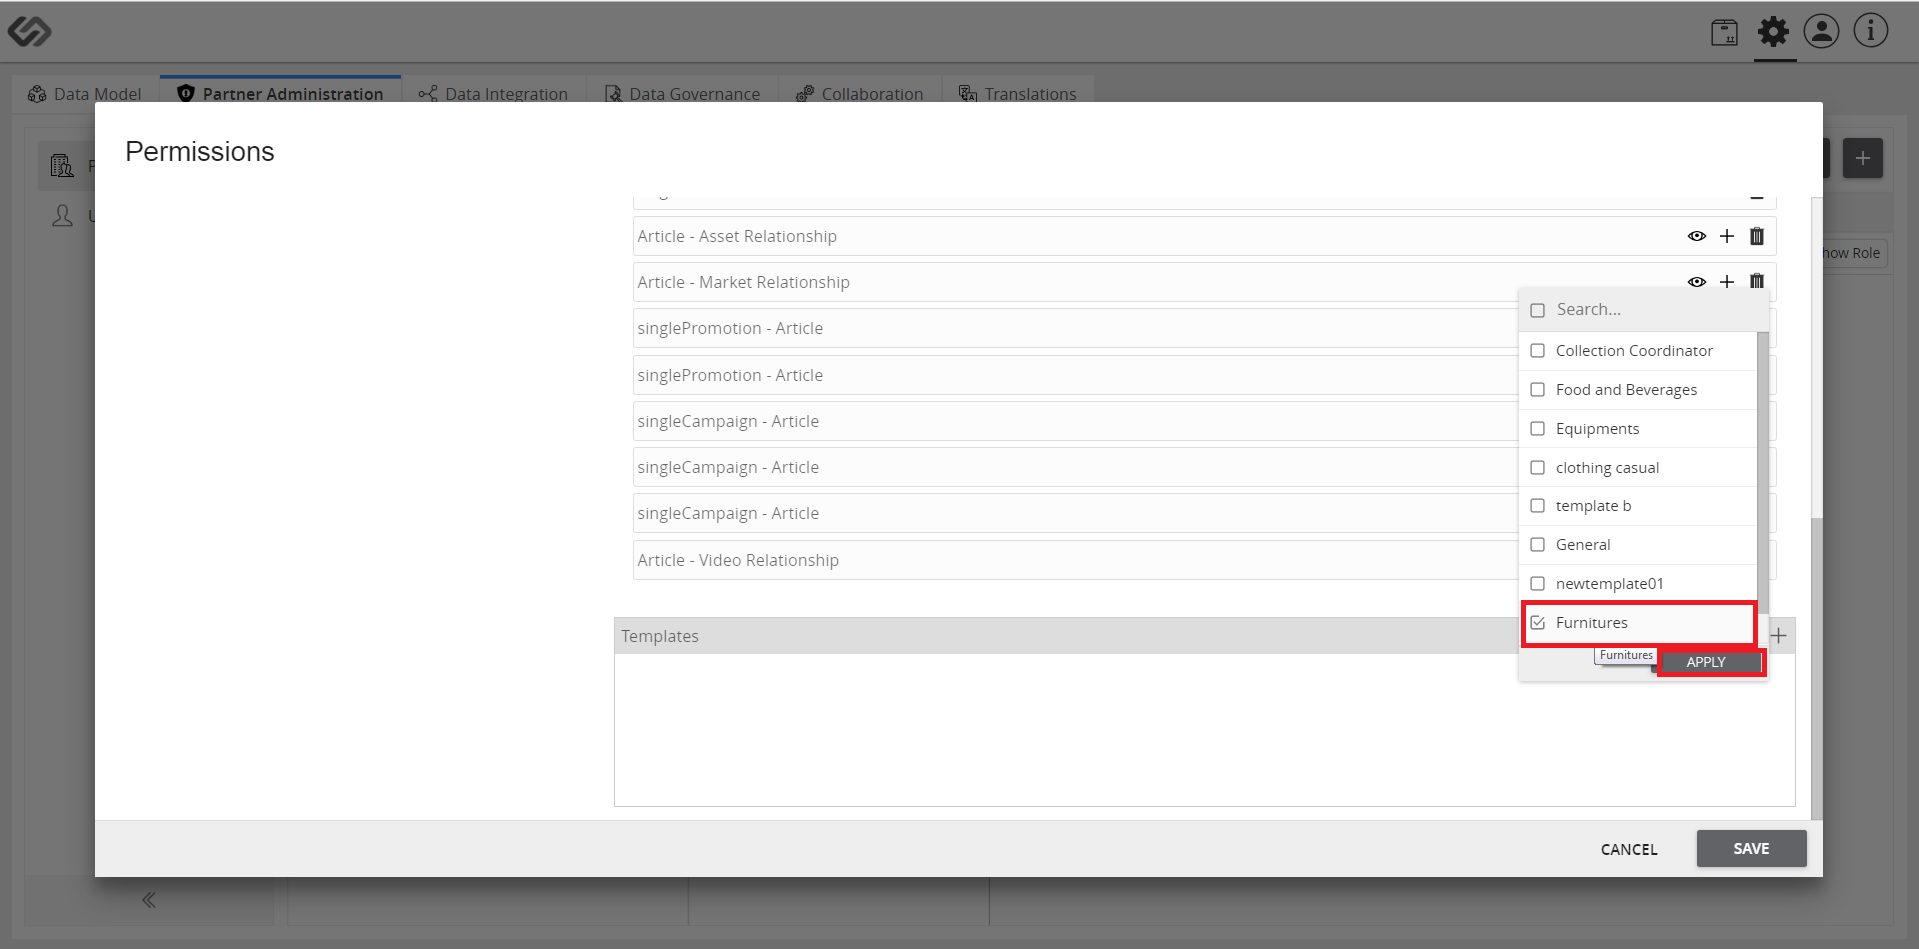 Data Model
Partner Administration
Data Integration
Data Governance
Collaboration
Translations
Permissions
Article - Asset Relationship
Article - Market Relationship
singlePromotion - Article
singlePromotion - Article
singleCampaign - Article
singleCampaign - Article
singleCampaign - Article
Article - Video Relationship
how Role
Search...
Collection Coordinator
Food and Beverages
Equipments
clothing casual
template b
General
newtemplate01
Furnitures
Furnitures
APPLY
Templates
CANCEL
SAVE